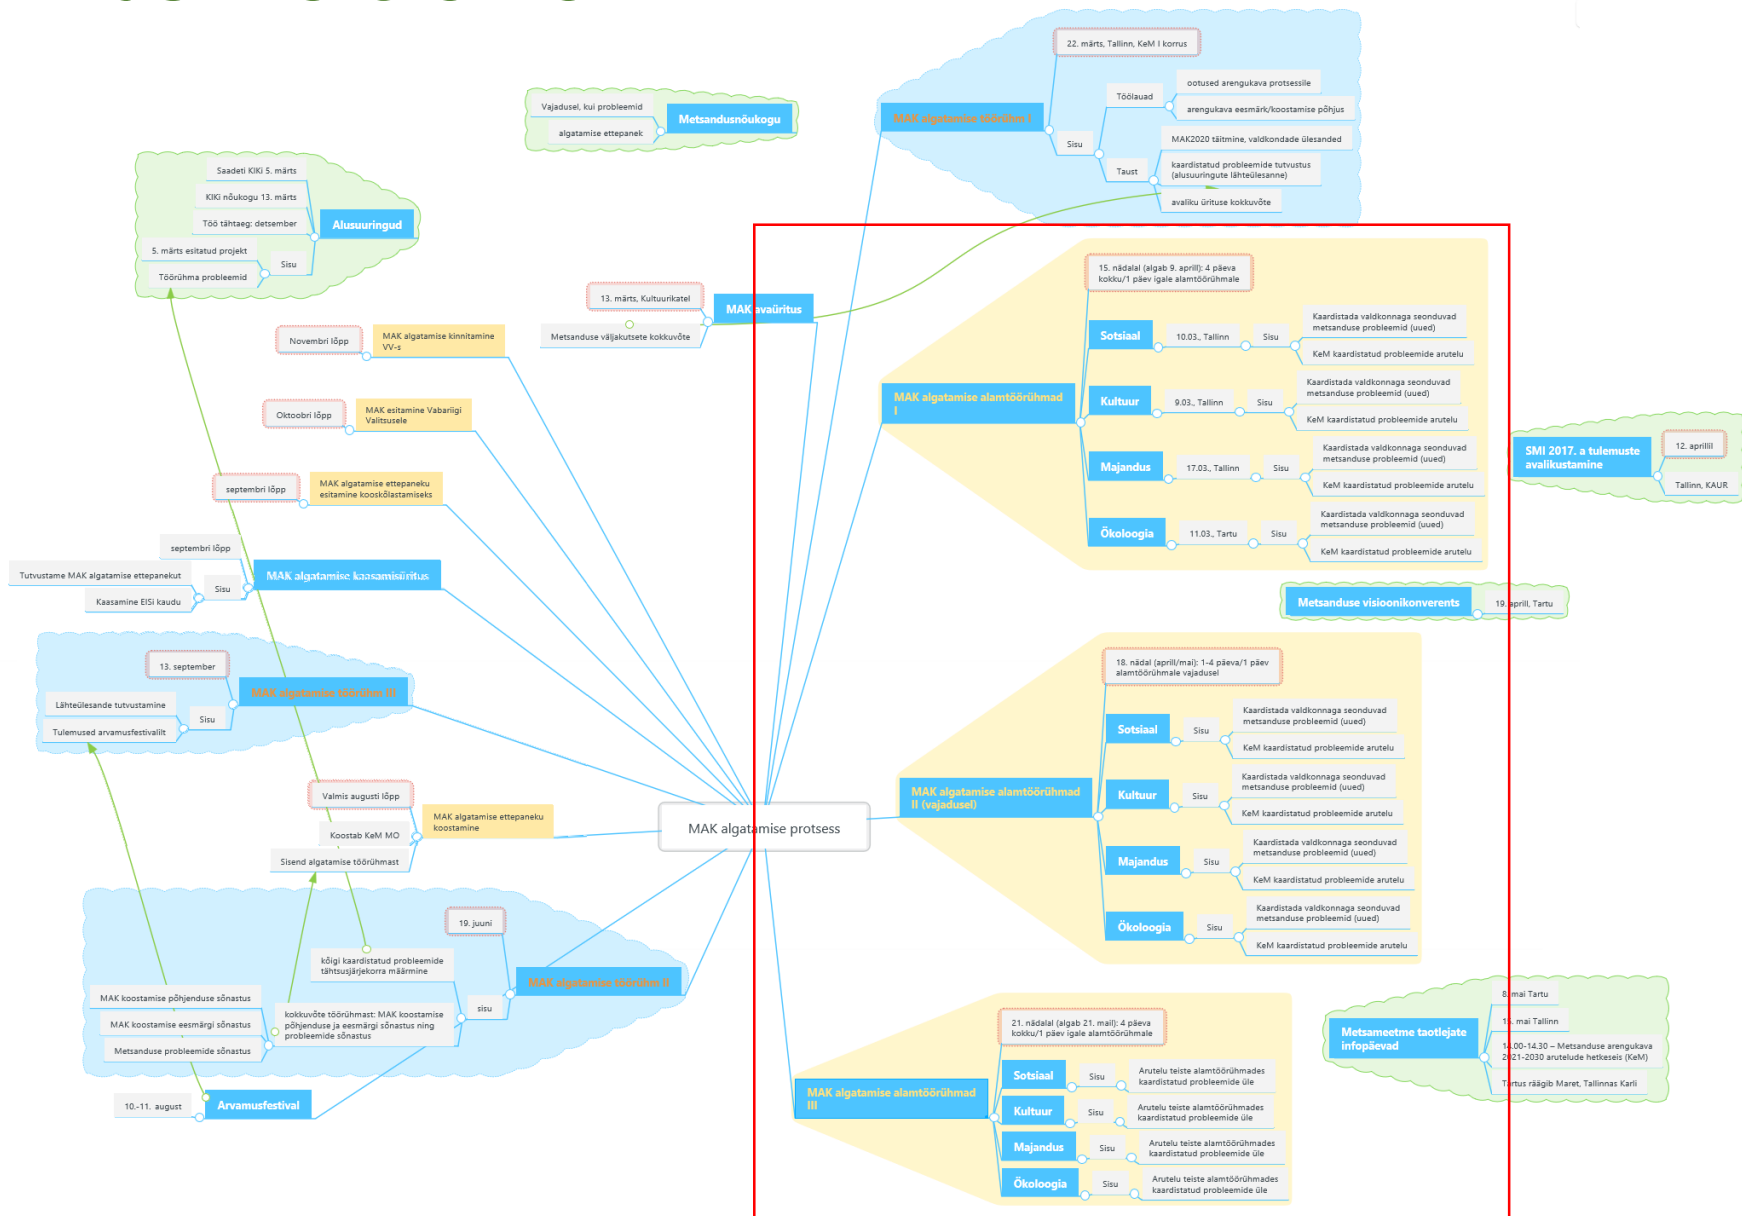 MAK algatamise protsess
MAK algatamise töörühm I
22. märts, Tallinn, KeM I korrus
Sisu
Töölauad
ootused arengukava protsessile
arengukava eesmärk/koostamise põhjus
Taust
MAK2020 täitmine, valdkondade ülesanded
kaardistatud probleemide tutvustus
(alusuuringute lähteülesanne)
avaliku ürituse kokkuvõte
Metsandusnõukogu
Vajadusel, kui probleemid
algatamise ettepanek
Alusuuringud
Saadeti KIKi 5. märts
KIKi nõukogu 13. märts
Töö tähtaeg: detsember
Sisu
5. märts esitatud projekt
Töörühma probleemid
MAK avaüritus
13. märts, Kultuurikatel
Metsanduse väljakutsete kokkuvõte
MAK algatamise kinnitamine
VV-s
Novembri lõpp
MAK esitamine Vabariigi
Valitsusele
Oktoobri lõpp
MAK algatamise ettepaneku
esitamine kooskõlastamiseks
septembri lõpp
MAK algatamise kaasamisüritus
septembri lõpp
Sisu
Tutvustame MAK algatamise ettepanekut
Kaasamine EISi kaudu
MAK algatamise töörühm III
13. september
Sisu
Lähteülesande tutvustamine
Tulemused arvamusfestivalilt
MAK algatamise ettepaneku
koostamine
Valmis augusti lõpp
Koostab KeM MO
Sisend algatamise töörühmast
MAK algatamise töörühm II
19. juuni
sisu
kõigi kaardistatud probleemide
tähtsusjärjekorra määrmine
kokkuvõte töörühmast: MAK koostamise
põhjenduse ja eesmärgi sõnastus ning
probleemide sõnastus
MAK koostamise põhjenduse sõnastus
MAK koostamise eesmärgi sõnastus
Metsanduse probleemide sõnastus
Arvamusfestival
10.-11. august
MAK algatamise alamtöörühmad
I
15. nädalal (algab 9. aprill): 4 päeva
kokku/1 päev igale alamtöörühmale
Sotsiaal
10.03., Tallinn
Sisu
Kaardistada valdkonnaga seonduvad
metsanduse probleemid (uued)
KeM kaardistatud probleemide arutelu
Kultuur
9.03., Tallinn
Sisu
Kaardistada valdkonnaga seonduvad
metsanduse probleemid (uued)
KeM kaardistatud probleemide arutelu
Majandus
17.03., Tallinn
Sisu
Kaardistada valdkonnaga seonduvad
metsanduse probleemid (uued)
KeM kaardistatud probleemide arutelu
Ökoloogia
11.03., Tartu
Sisu
Kaardistada valdkonnaga seonduvad
metsanduse probleemid (uued)
KeM kaardistatud probleemide arutelu
SMI 2017. a tulemuste
avalikustamine
12. aprillil
Tallinn, KAUR
Metsanduse visioonikonverents
19. aprill, Tartu
MAK algatamise alamtöörühmad
II (vajadusel)
18. nädal (aprill/mai): 1-4 päeva/1 päev
alamtöörühmale vajadusel
Sotsiaal
Sisu
Kaardistada valdkonnaga seonduvad
metsanduse probleemid (uued)
KeM kaardistatud probleemide arutelu
Kultuur
Sisu
Kaardistada valdkonnaga seonduvad
metsanduse probleemid (uued)
KeM kaardistatud probleemide arutelu
Majandus
Sisu
Kaardistada valdkonnaga seonduvad
metsanduse probleemid (uued)
KeM kaardistatud probleemide arutelu
Ökoloogia
Sisu
Kaardistada valdkonnaga seonduvad
metsanduse probleemid (uued)
KeM kaardistatud probleemide arutelu
Metsameetme taotlejate
infopäevad
8. mai Tartu
15. mai Tallinn
14.00-14.30 – Metsanduse arengukava
2021-2030 arutelude hetkeseis (KeM)
Tartus räägib Maret, Tallinnas Karli
MAK algatamise alamtöörühmad
III
21. nädalal (algab 21. mail): 4 päeva
kokku/1 päev igale alamtöörühmale
Sotsiaal
Sisu
Arutelu teiste alamtöörühmades
kaardistatud probleemide üle
Kultuur
Sisu
Arutelu teiste alamtöörühmades
kaardistatud probleemide üle
Majandus
Sisu
Arutelu teiste alamtöörühmades
kaardistatud probleemide üle
Ökoloogia
Sisu
Arutelu teiste alamtöörühmades
kaardistatud probleemide üle